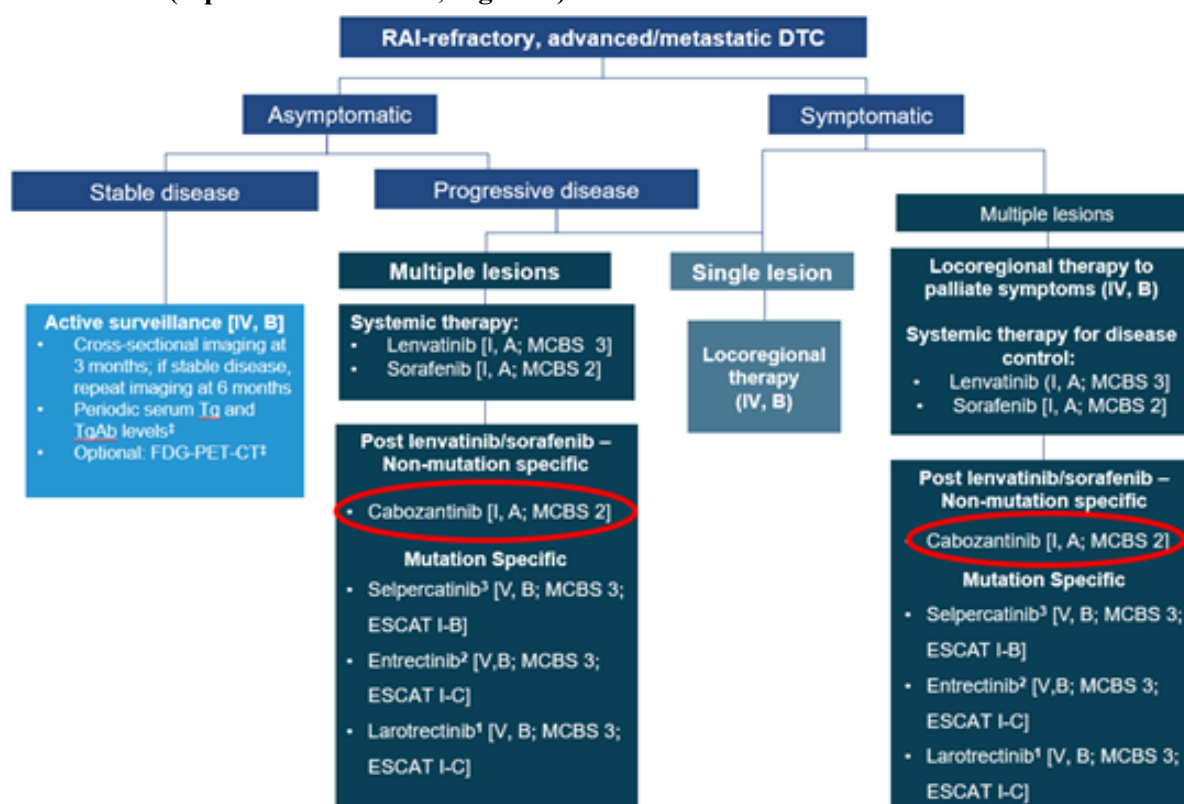 RAI-refractory, advanced/metastatic DTC
Asymptomatic
Symptomatic
Stable disease
Progressive disease
Multiple lesions
Active surveillance [IV, B]
• Cross-sectional imaging at
3 months; if stable disease,
repeat imaging at 6 months
• Periodic serum Tg and
TgAb levels‡
• Optional: FDG-PET-CT‡
Multiple lesions
Systemic therapy:
• Lenvatinib [I, A; MCBS 3]
• Sorafenib [I, A; MCBS 2]
Post lenvatinib/sorafenib –
Non-mutation specific
• Cabozantinib [I, A; MCBS 2]
Mutation Specific
• Selpercatinib³ [V, B; MCBS 3;
ESCAT I-B]
• Entrectinib² [V,B; MCBS 3;
ESCAT I-C]
• Larotrectinib¹ [V, B; MCBS 3;
ESCAT I-C]
Single lesion
Locoregional
therapy
(IV, B)
Locoregional therapy to
palliate symptoms (IV, B)
Systemic therapy for disease
control:
• Lenvatinib (I, A; MCBS 3]
• Sorafenib [I, A; MCBS 2]
Post lenvatinib/sorafenib –
Non-mutation specific
• Cabozantinib [I, A; MCBS 2]
Mutation Specific
• Selpercatinib³ [V, B; MCBS 3;
ESCAT I-B]
• Entrectinib² [V,B; MCBS 3;
ESCAT I-C]
• Larotrectinib¹ [V, B; MCBS 3;
ESCAT I-C]